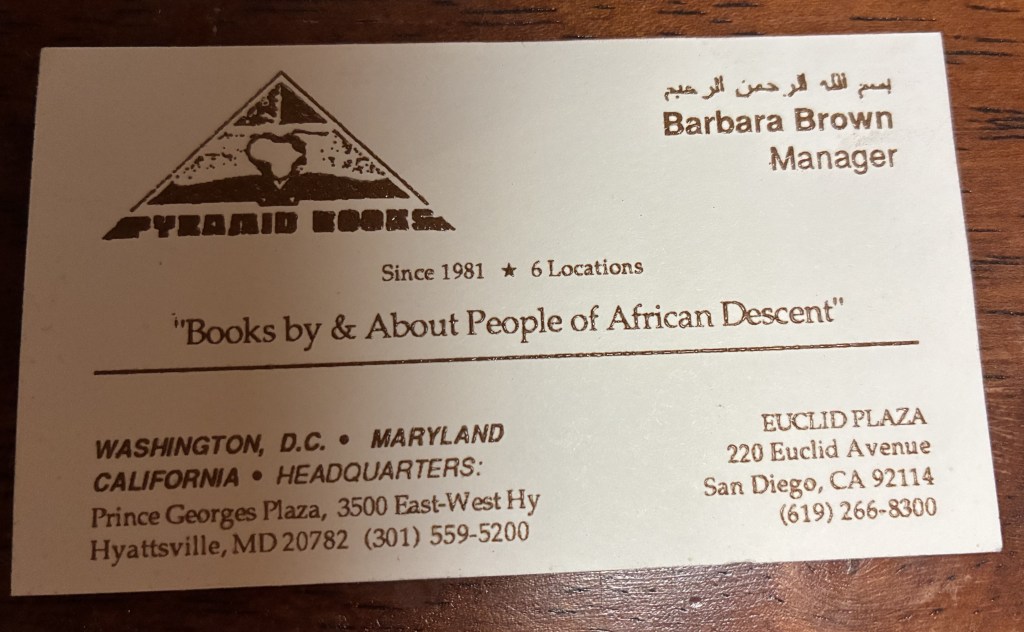 بسم الله الرحمن الرحيم
Barbara Brown
Manager
PYRAMID BOOKS
Since 1981 ★ 6 Locations
"Books by & About People of African Descent"
WASHINGTON, D.C. • MARYLAND
CALIFORNIA • HEADQUARTERS:
Prince Georges Plaza, 3500 East-West Hy
Hyattsville, MD 20782 (301) 559-5200
EUCLID PLAZA
220 Euclid Avenue
San Diego, CA 92114
(619) 266-8300